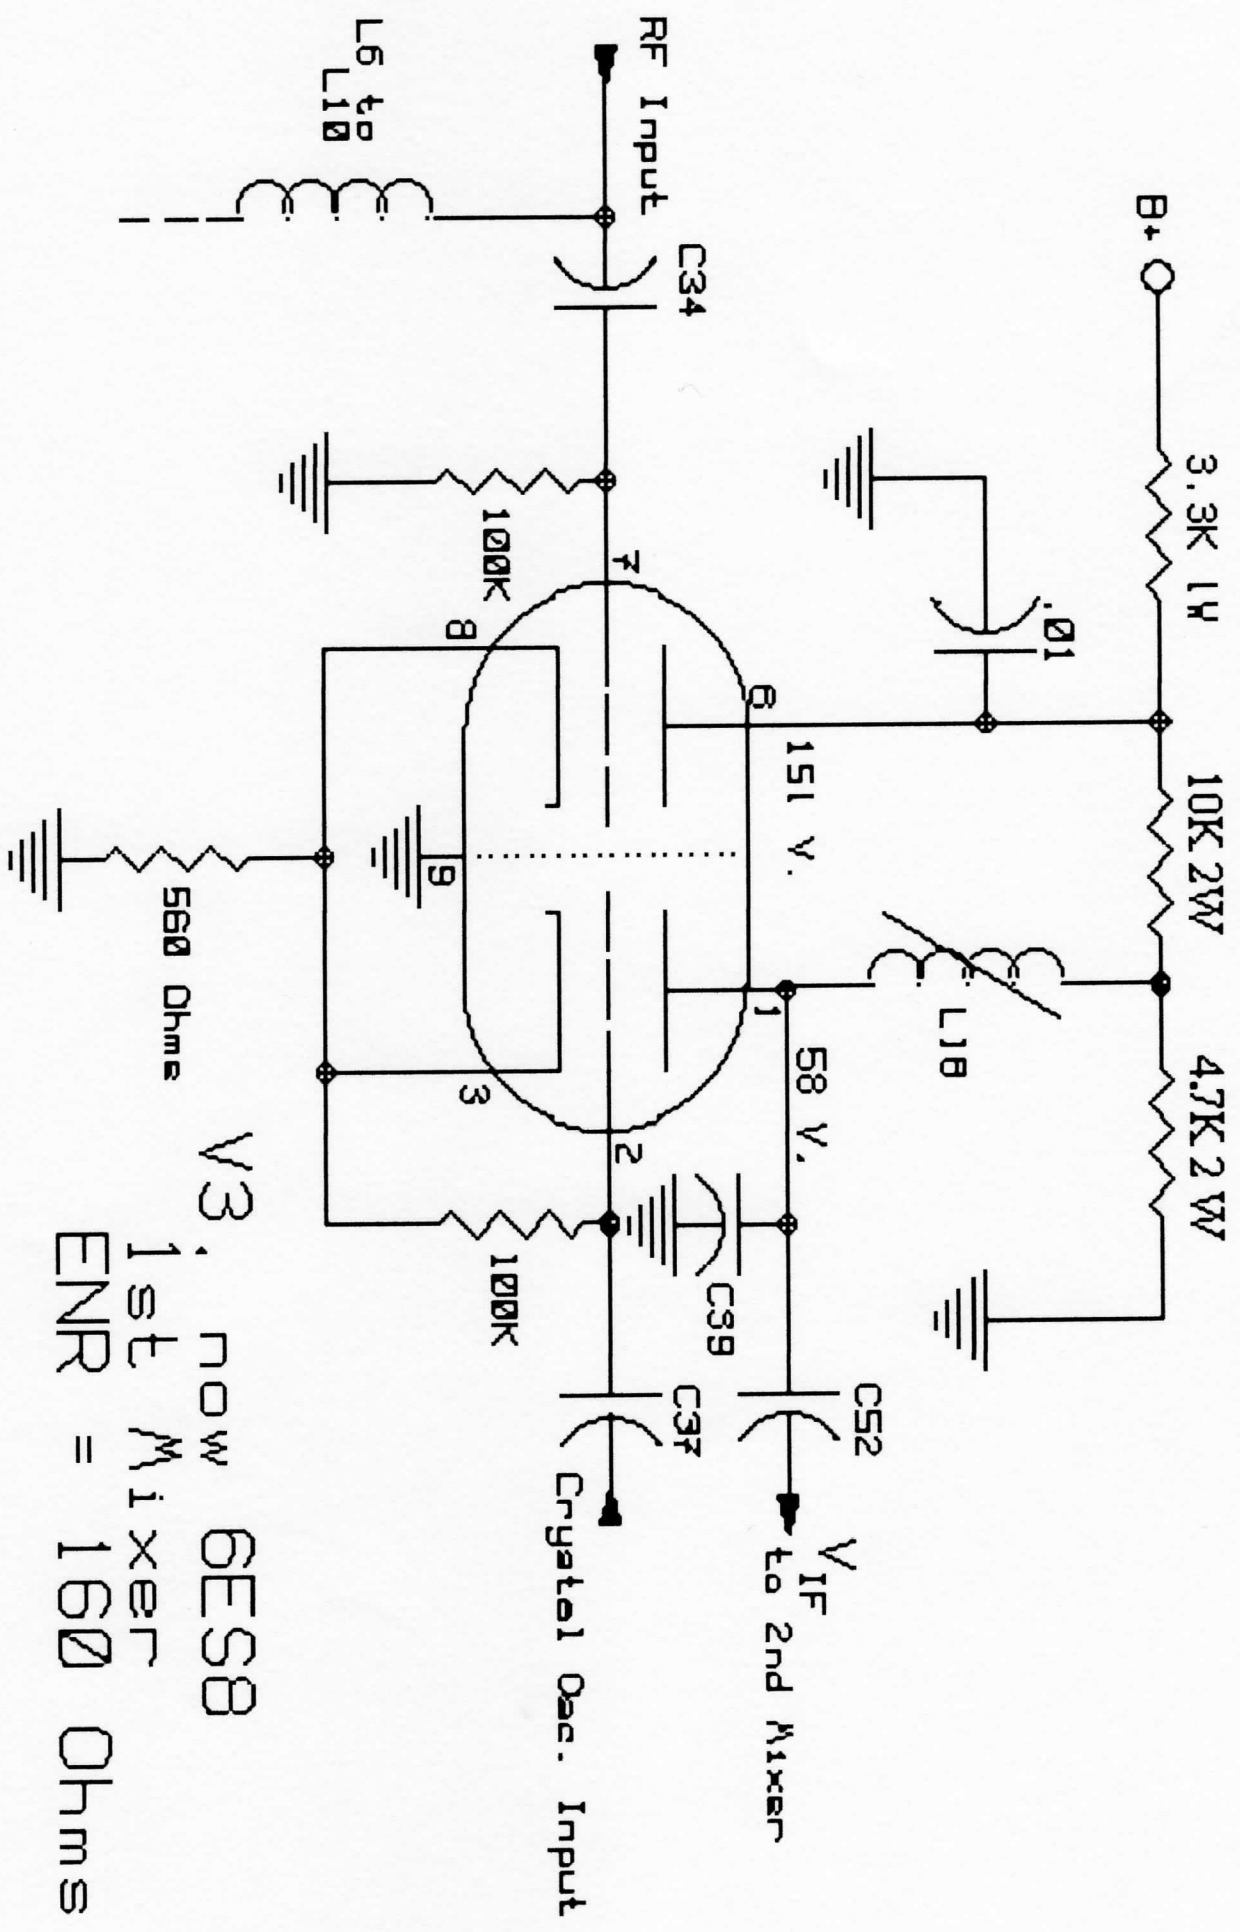 B+
3.3K 1W
10K 2W
4.7K 2W
.01
L18
C52
V IF
to 2nd Mixer
6
151 V.
1
58 V.
C39
RF Input
C34
7
2
C37
Crystal Osc. Input
L6 to
L10
100K
8
9
3
100K
560 Ohms
V3, now 6ES8
1st Mixer
ENR = 160 Ohms